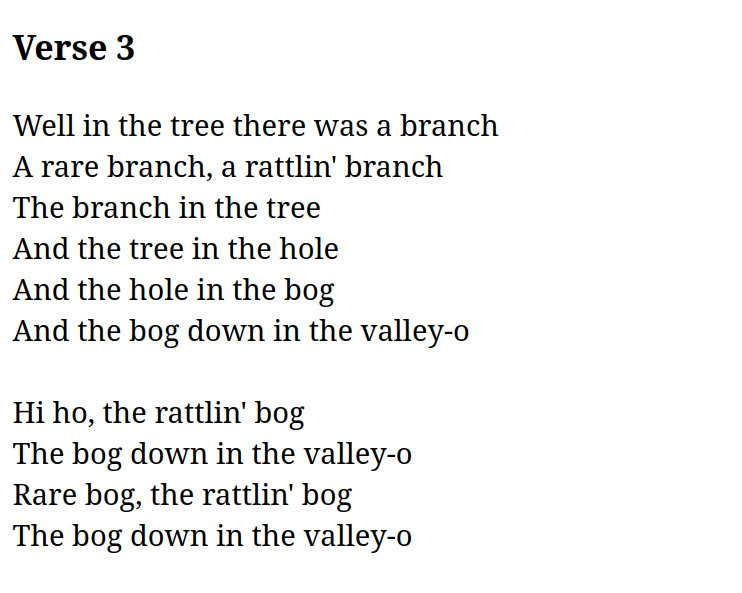 Verse 3
Well in the tree there was a branch
A rare branch, a rattlin' branch
The branch in the tree
And the tree in the hole
And the hole in the bog
And the bog down in the valley-o
Hi ho, the rattlin' bog
The bog down in the valley-o
Rare bog, the rattlin' bog
The bog down in the valley-o